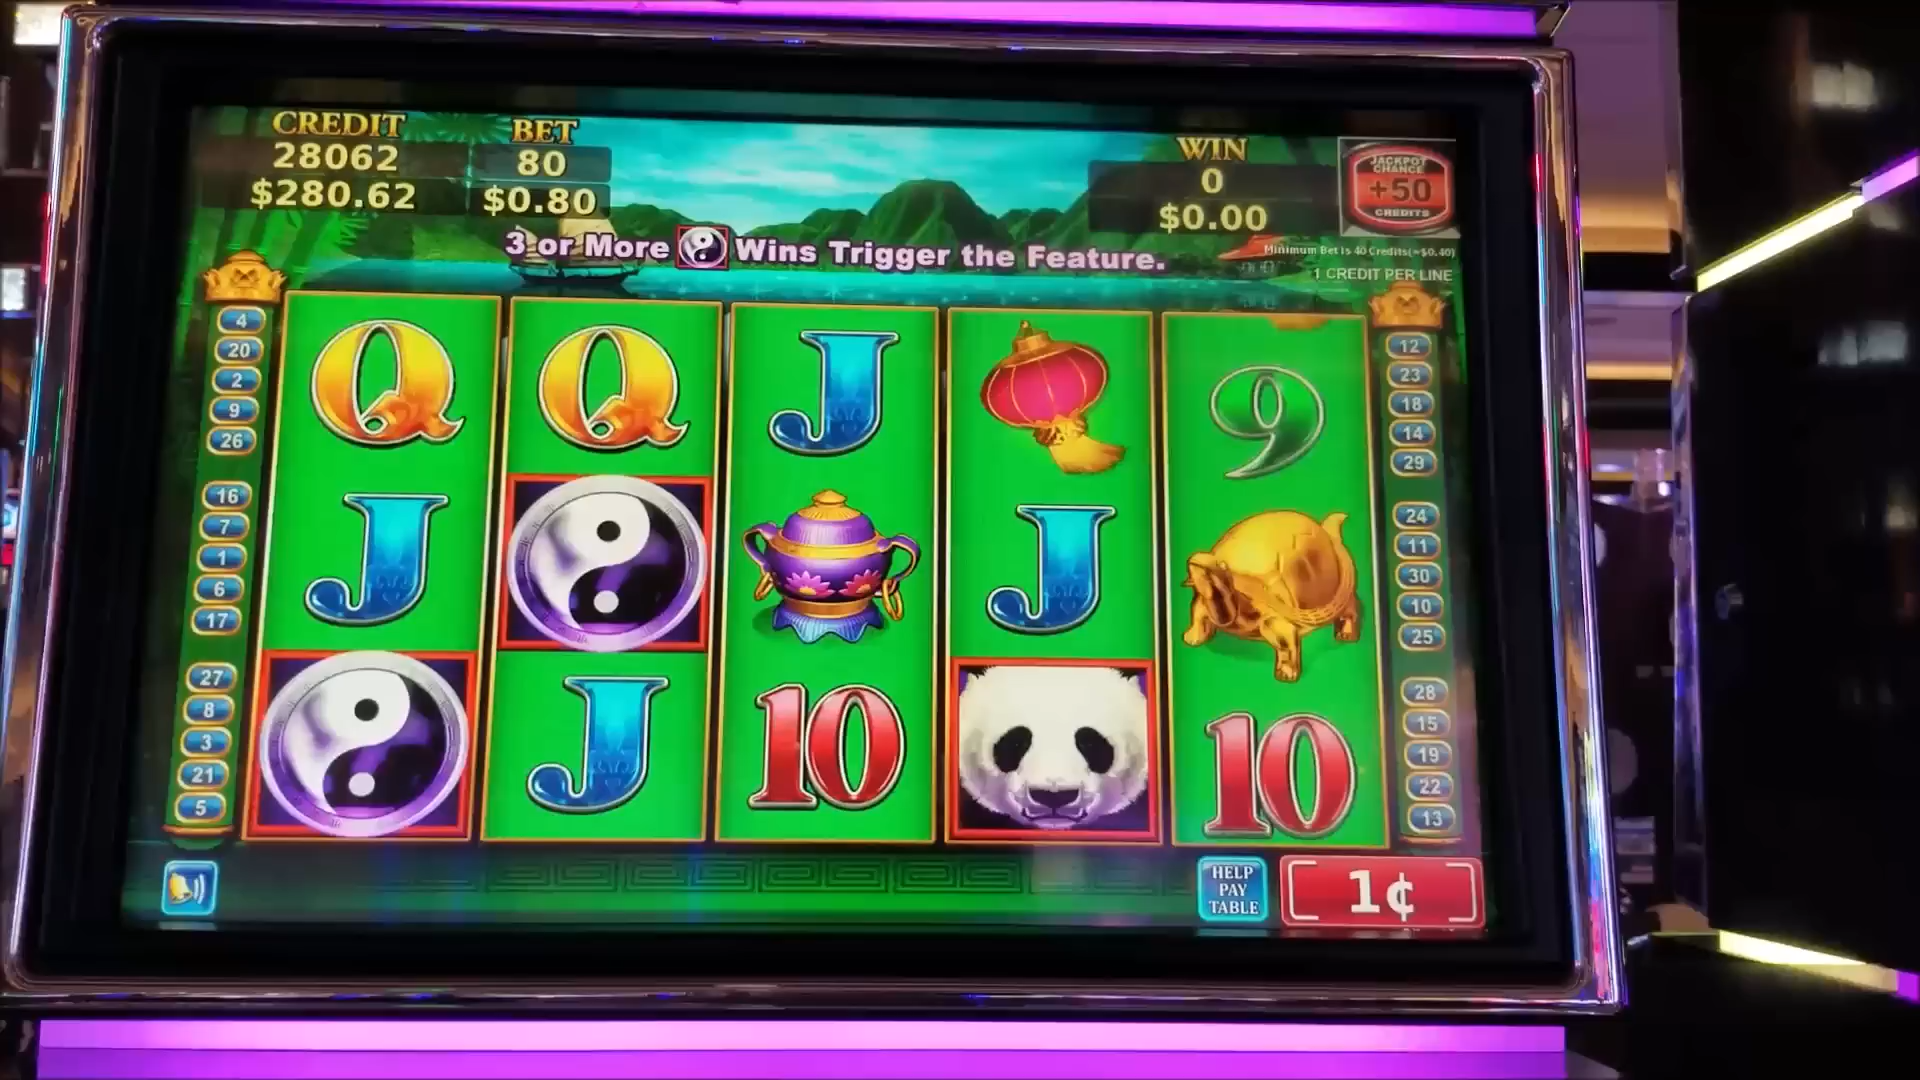 CREDIT
28062
$280.62
BET
80
$0.80
WIN
0
$0.00
JACKPOT
CHANCE
+50
CREDITS
3 or More Wins Trigger the Feature.
Minimum Bet is 40 Credits(=$0.40)
1 CREDIT PER LINE
4
20
2
9
26
16
7
1
6
17
27
8
3
21
5
Q
Q
J
9
J
J
J
10
10
12
23
18
14
29
24
11
30
10
25
28
15
19
22
13
HELP
PAY
TABLE
1¢